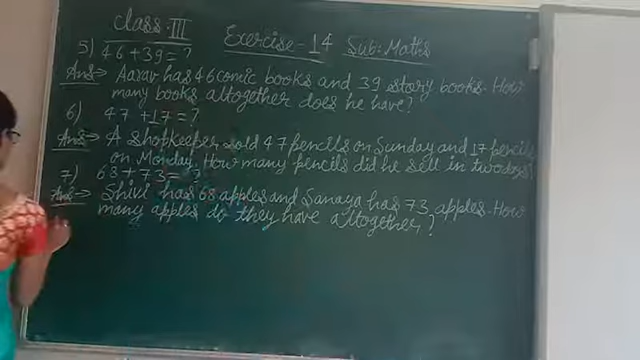 Class III Exercise-14 Sub: Maths
5) 46+39=?
Ans→ Aarav has 46 comic books and 39 story books. How
many books altogether does he have?
6) 47+17=?
Ans→ A shopkeeper sold 47 pencils on Sunday and 17 pencils
on Monday. How many pencils did he sell in two days?
7) 68+73=?
Ans→ Shivi has 68 apples and Sanaya has 73 apples. How
many apples do they have altogether?